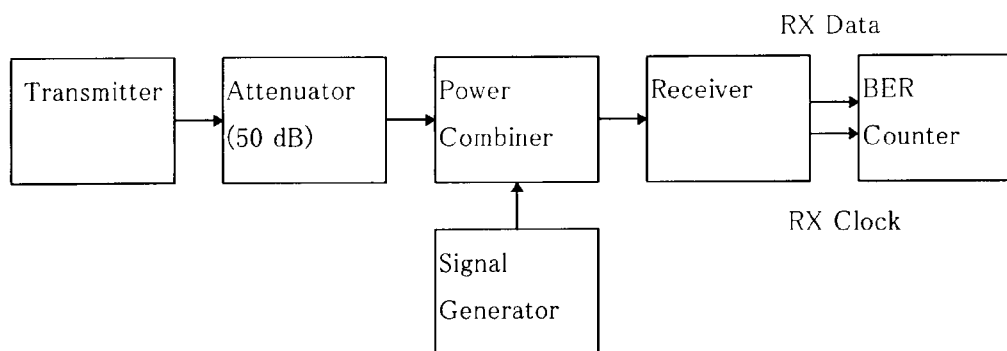 RX Data
Transmitter
Attenuator
(50 dB)
Power
Combiner
Receiver
BER
Counter
RX Clock
Signal
Generator